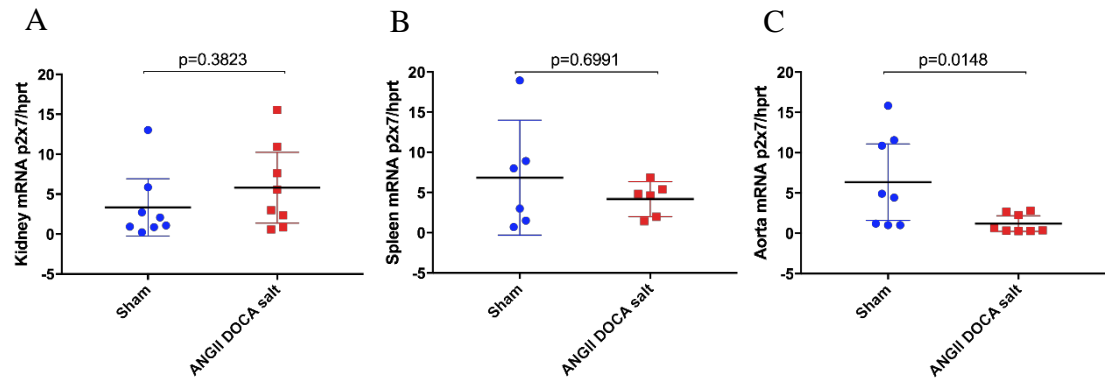 A
B
C
p=0.3823
p=0.6991
p=0.0148
Kidney mRNA p2x7/hprt
20
15
10
5
0
-5
Sham
ANGII DOCA salt
Spleen mRNA p2x7/hprt
20
15
10
5
0
-5
Sham
ANGII DOCA salt
Aorta mRNA p2x7/hprt
20
15
10
5
0
-5
Sham
ANGII DOCA salt